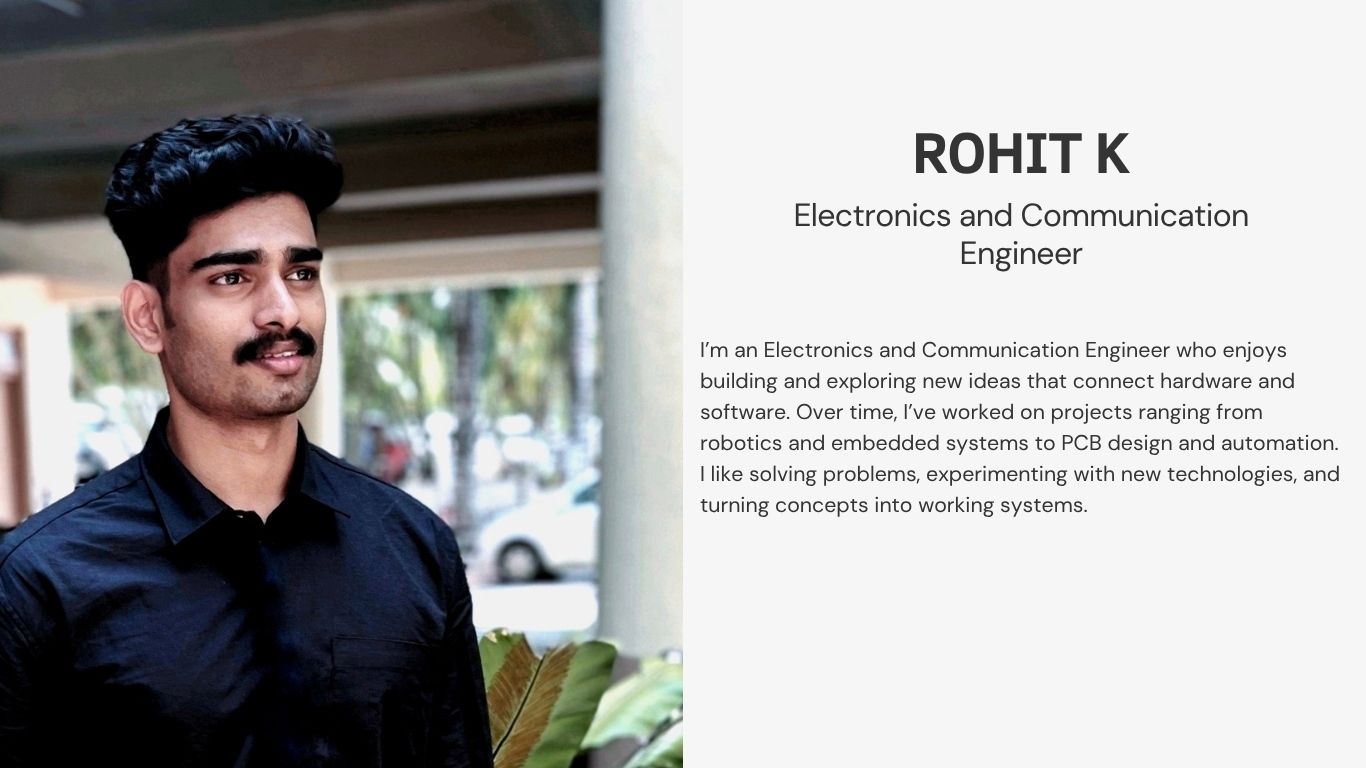 ROHIT K
Electronics and Communication
Engineer
I’m an Electronics and Communication Engineer who enjoys
building and exploring new ideas that connect hardware and
software. Over time, I’ve worked on projects ranging from
robotics and embedded systems to PCB design and automation.
I like solving problems, experimenting with new technologies, and
turning concepts into working systems.